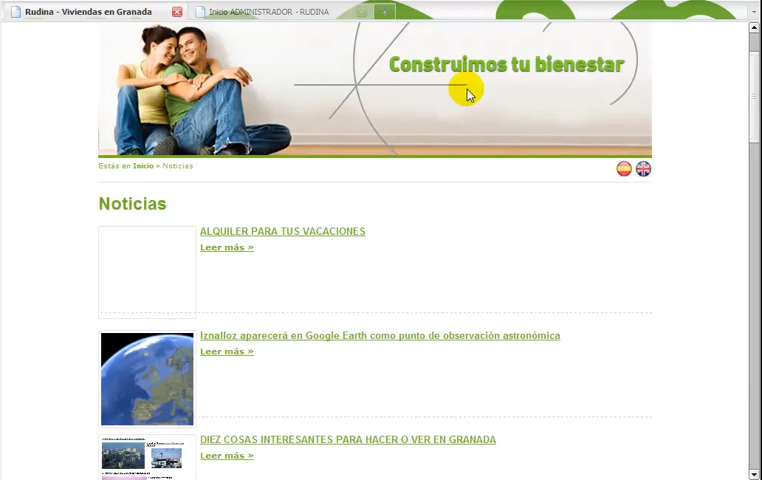 Rudina - Viviendas en Granada
Inicio ADMINISTRADOR - RUDINA
Construimos tu bienestar
Estás en Inicio » Noticias
Noticias
ALQUILER PARA TUS VACACIONES
Leer más »
Iznalloz aparecerá en Google Earth como punto de observación astronómica
Leer más »
DIEZ COSAS INTERESANTES PARA HACER O VER EN GRANADA
Leer más »